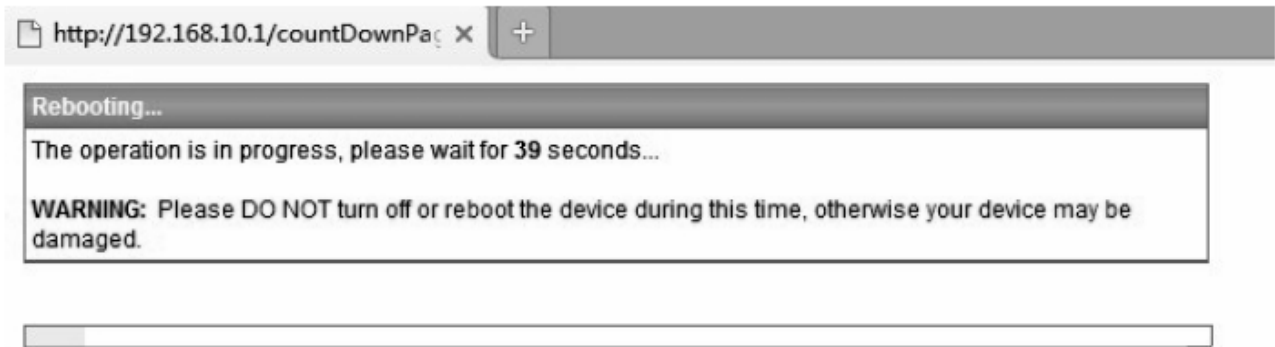 http://192.168.10.1/countDownPag
Rebooting...
The operation is in progress, please wait for 39 seconds...
WARNING: Please DO NOT turn off or reboot the device during this time, otherwise your device may be
damaged.